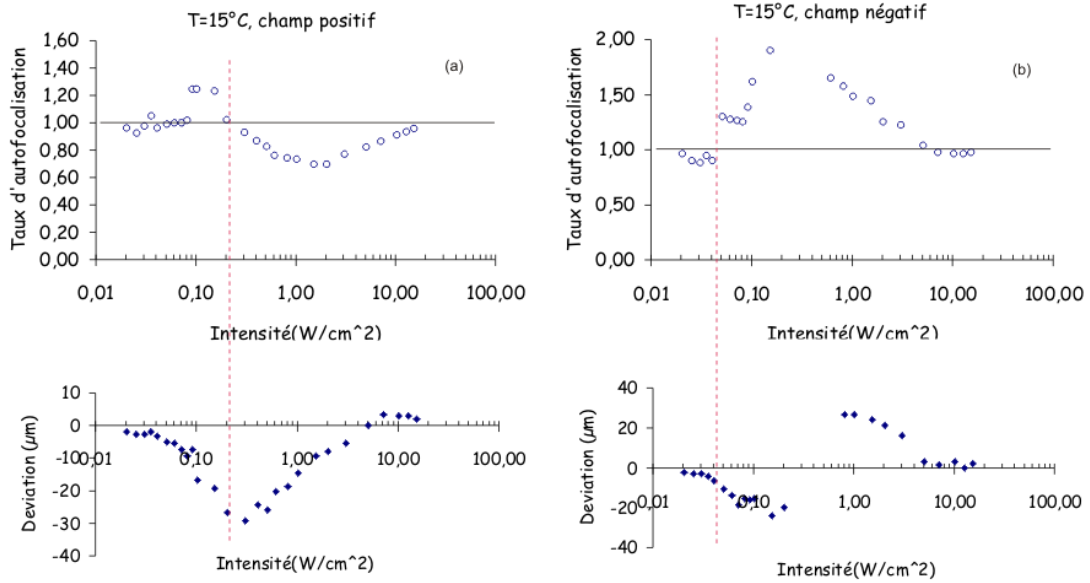 T=15°C, champ positif
(a)
Taux d'autofocalisation
1,60
1,40
1,20
1,00
0,80
0,60
0,40
0,20
0,00
0,01 0,10 1,00 10,00 100,00
Intensité(W/cm^2)
T=15°C, champ négatif
(b)
Taux d'autofocalisation
2,00
1,50
1,00
0,50
0,00
0,01 0,10 1,00 10,00 100,00
Intensité(W/cm^2)
Deviation (µm)
10
0
-10
-20
-30
-40
0,01 0,10 1,00 10,00 100,00
Intensité(W/cm^2)
Deviation (µm)
40
20
0
-20
-40
0,01 0,10 1,00 10,00 100,00
Intensité(W/cm^2)